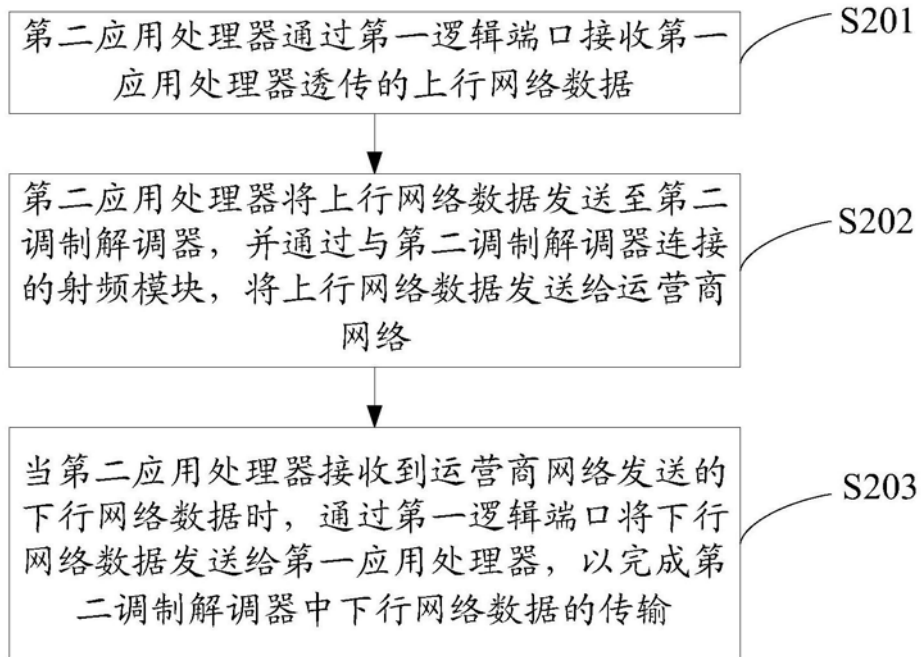 第二应用处理器通过第一逻辑端口接收第一
应用处理器透传的上行网络数据
S201
第二应用处理器将上行网络数据发送至第二
调制解调器，并通过与第二调制解调器连接
的射频模块，将上行网络数据发送给运营商
网络
S202
当第二应用处理器接收到运营商网络发送的
下行网络数据时，通过第一逻辑端口将下行
网络数据发送给第一应用处理器，以完成第
二调制解调器中下行网络数据的传输
S203